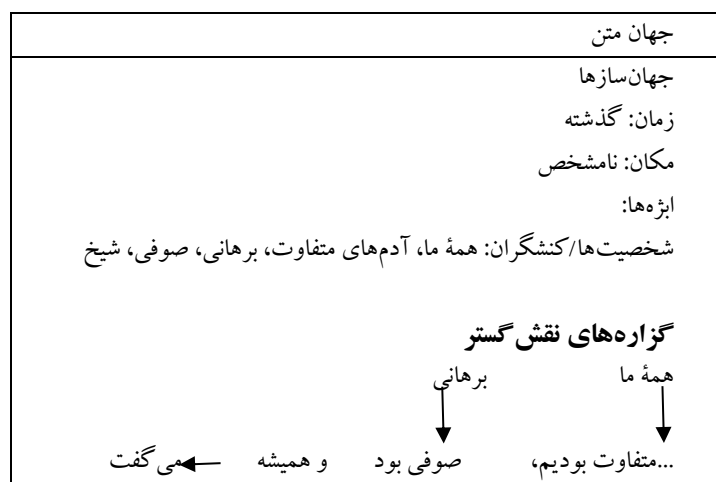 جهان متن
جهان‌سازها
زمان: گذشته
مکان: نامشخص
ابژه‌ها:
شخصیت‌ها/کنشگران: همهٔ ما، آدم‌های متفاوت، برهانی، صوفی، شیخ
گزاره‌های نقش گستر
همهٔ ما برهانی
...متفاوت بودیم، صوفی بود و همیشه می‌گفت